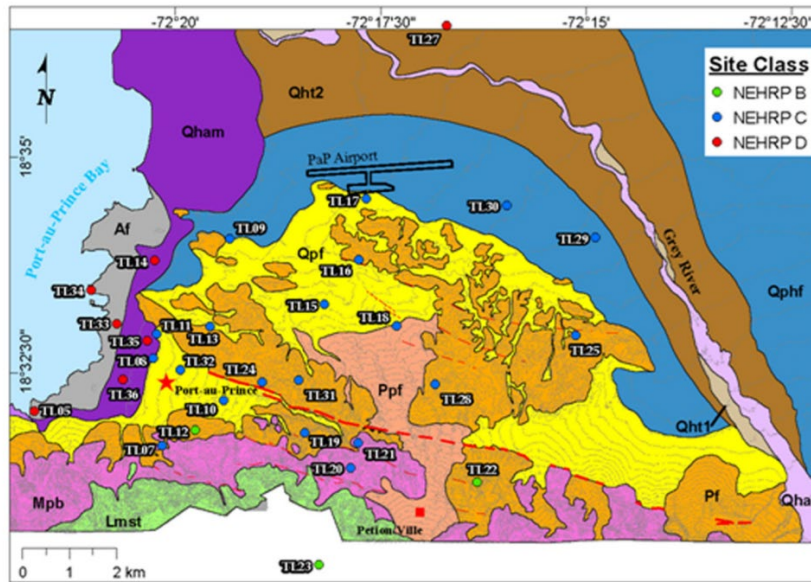 -72°20'
-72°17'30"
-72°15'
-72°12'30"
TL27
Site Class
NEHRP B
NEHRP C
NEHRP D
N
Qht2
Qham
18°35'
PaP Airport
Port-au-Prince Bay
TL17
TL30
Af
TL09
TL29
Qpf
TL14
TL16
Grey River
Qphf
TL34
TL15
TL33
TL11
TL18
TL13
TL35
TL25
18°32'30"
TL08
TL32
TL24
Ppf
TL36
Port-au-Prince
TL31
TL28
TL10
TL05
Qht1
TL12
TL19
TL07
TL21
TL20
TL22
Mpb
Pf
Qha
Lmst
Petion-Ville
0 1 2 km
TL23